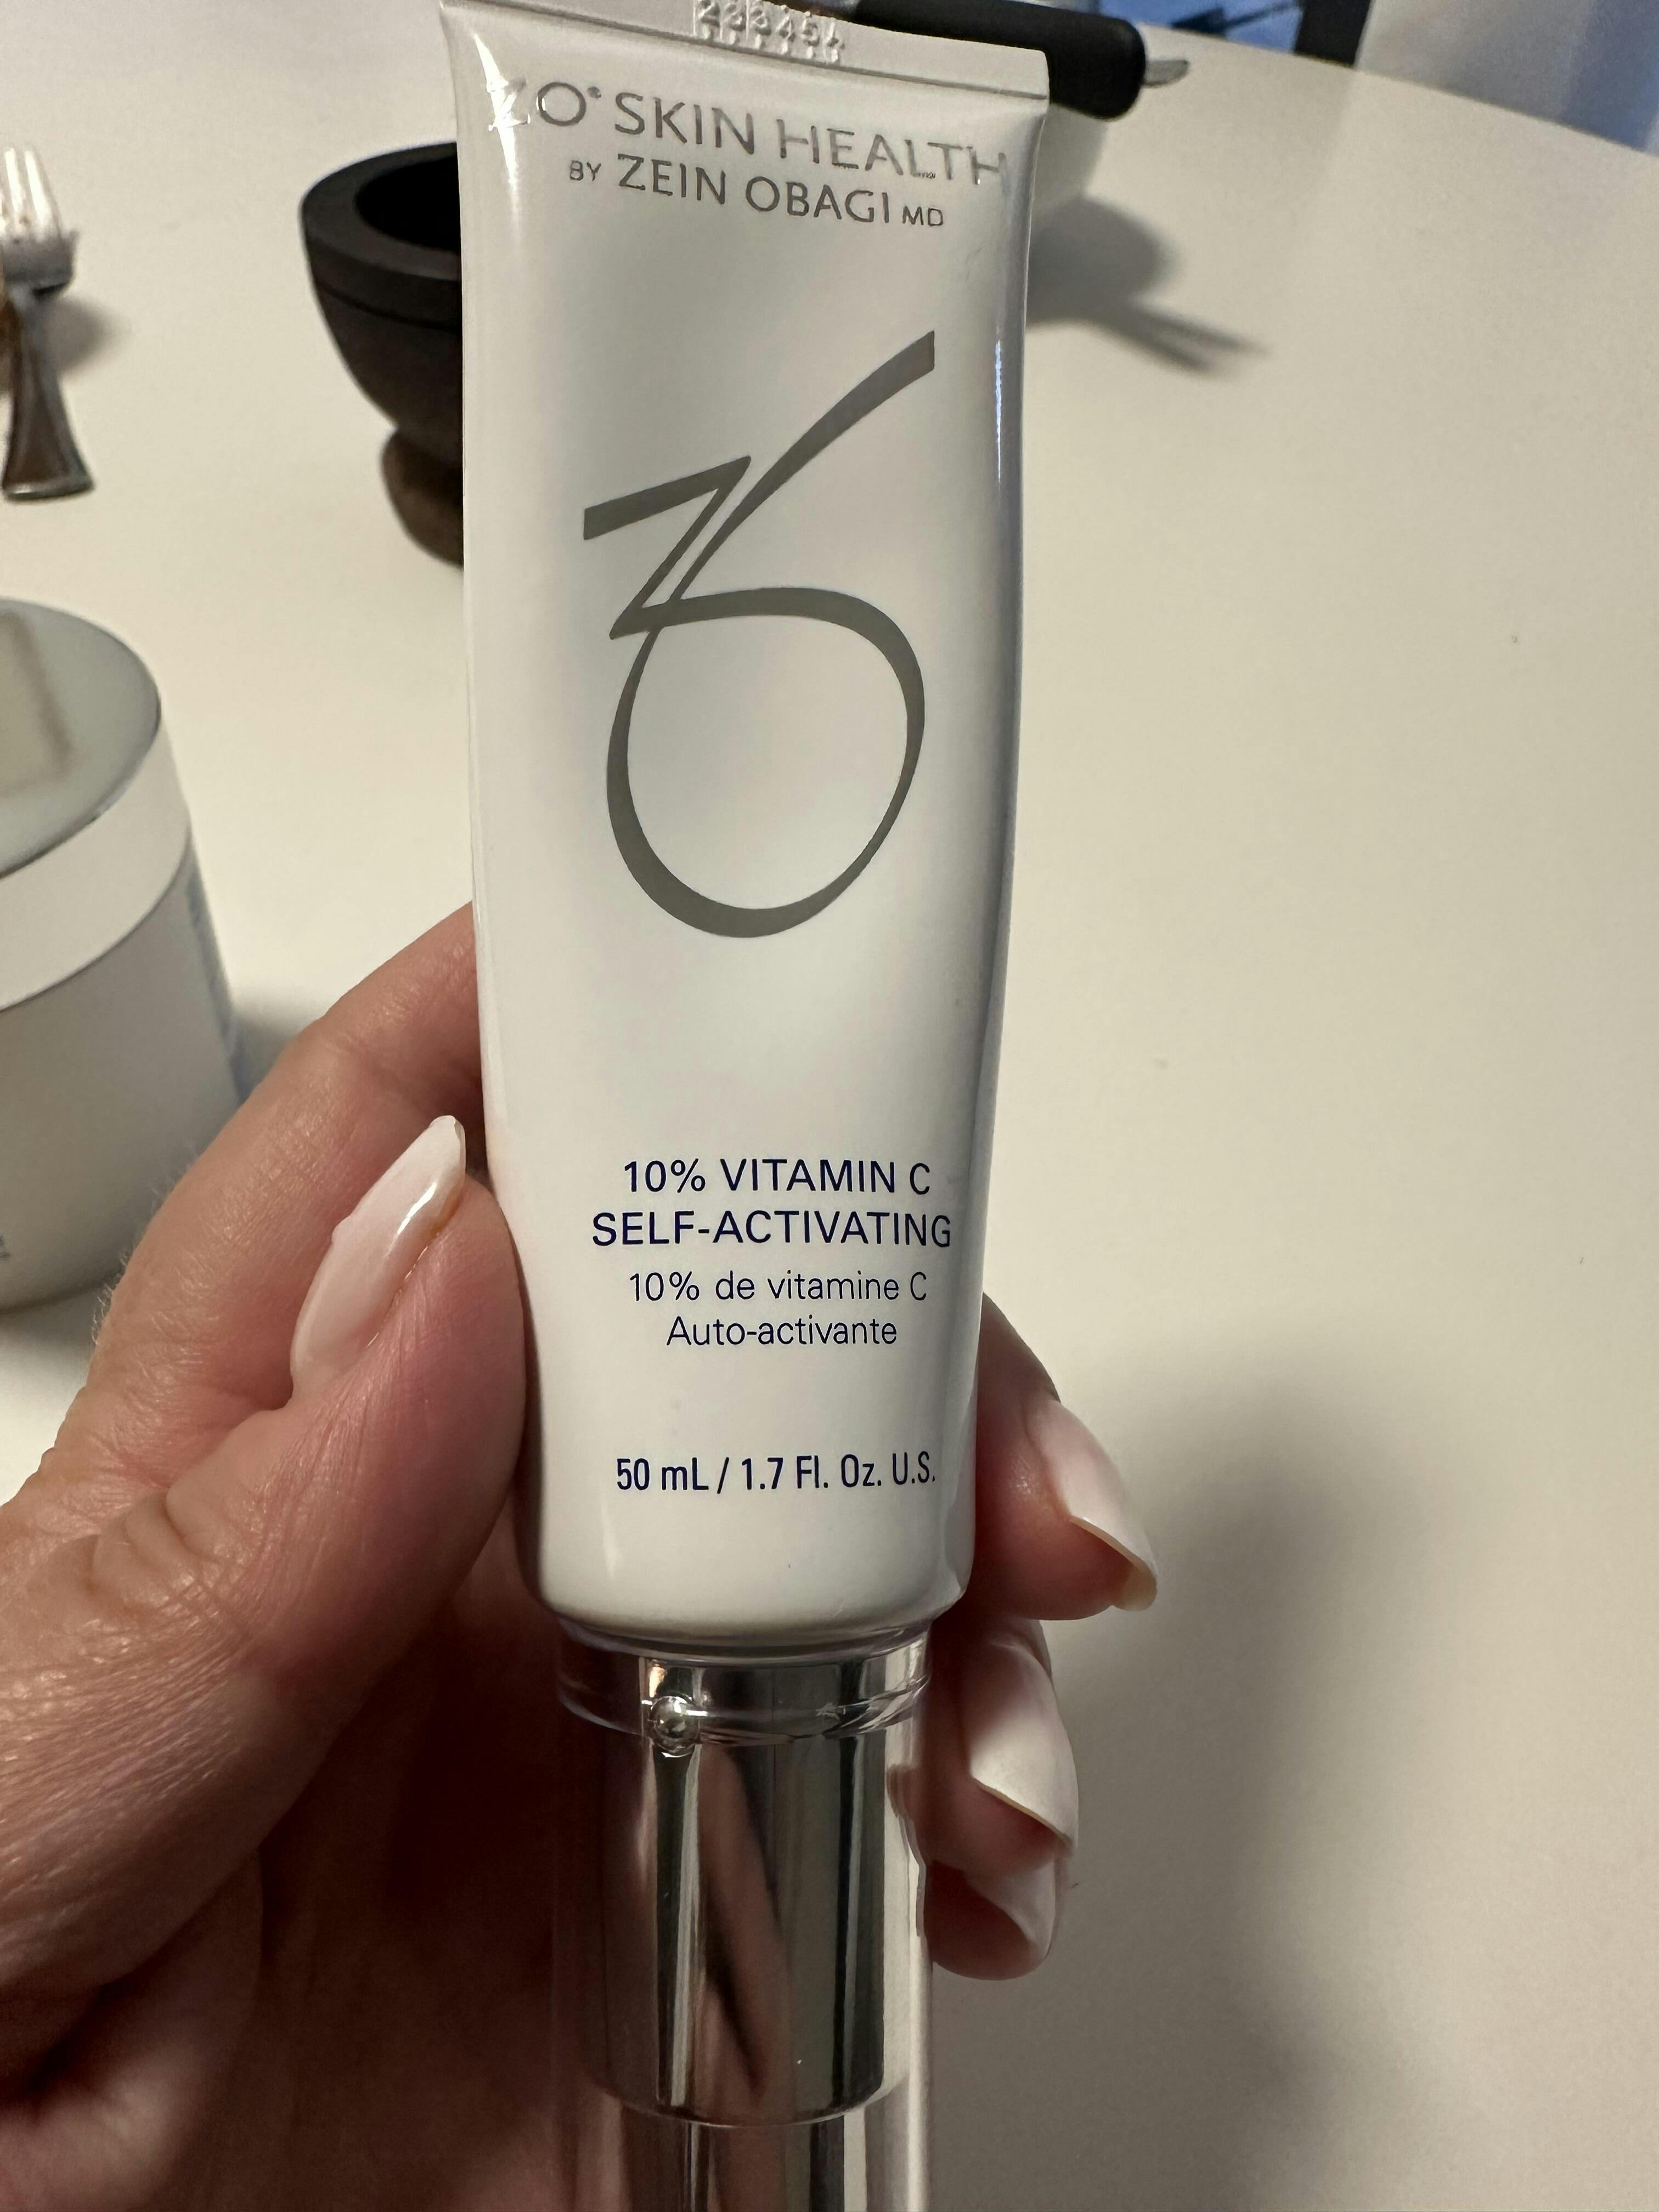 ZO® SKIN HEALTH
BY ZEIN OBAGI MD
10% VITAMIN C
SELF-ACTIVATING
10% de vitamine C
Auto-activante
50 mL / 1.7 Fl. Oz. U.S.